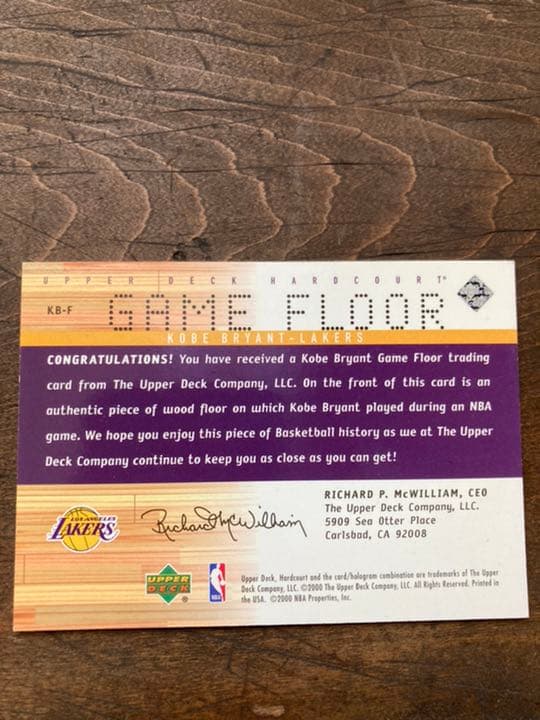 UPPER DECK HARDCOURT™
KB-F
GAME FLOOR
KOBE BRYANT-LAKERS
CONGRATULATIONS! You have received a Kobe Bryant Game Floor trading
card from The Upper Deck Company, LLC. On the front of this card is an
authentic piece of wood floor on which Kobe Bryant played during an NBA
game. We hope you enjoy this piece of Basketball history as we at The Upper
Deck Company continue to keep you as close as you can get!
LOS ANGELES
LAKERS
Richard McWilliam
RICHARD P. McWILLIAM, CEO
The Upper Deck Company, LLC.
5909 Sea Otter Place
Carlsbad, CA 92008
UPPER
DECK®
NBA
Upper Deck, Hardcourt and the card/hologram combination are trademarks of The Upper
Deck Company, LLC. ©2000 The Upper Deck Company, LLC. All Rights Reserved. Printed in
the USA. ©2000 NBA Properties, Inc.